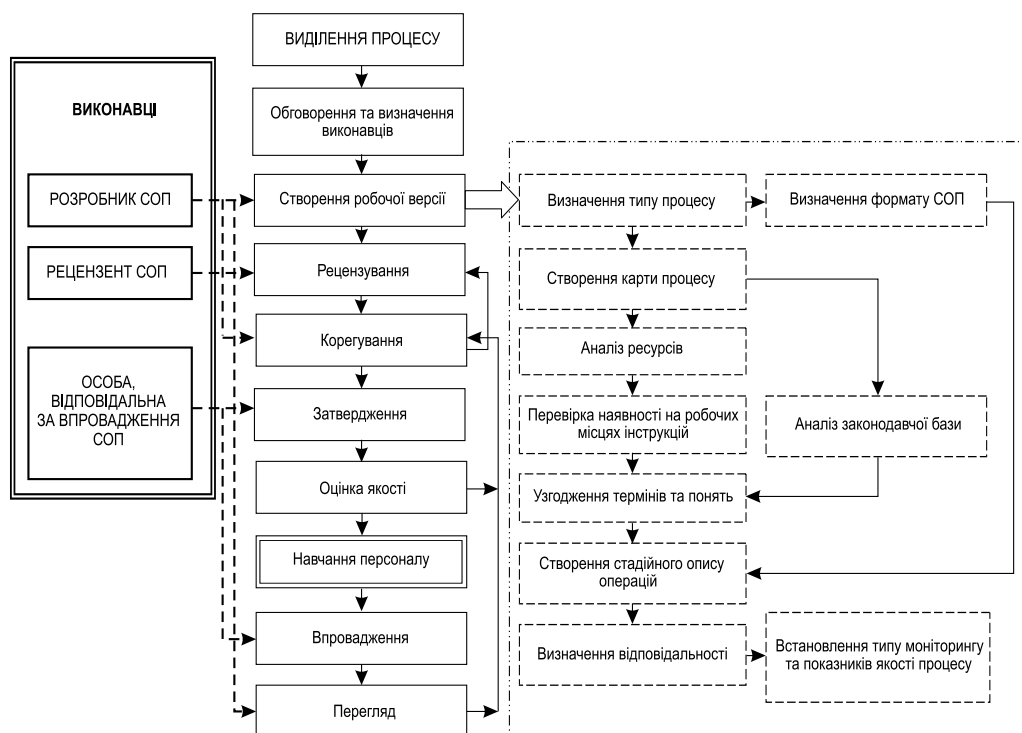 ВИКОНАВЦІ
РОЗРОБНИК СОП
РЕЦЕНЗЕНТ СОП
ОСОБА,
ВІДПОВІДАЛЬНА
ЗА ВПРОВАДЖЕННЯ
СОП
ВИДІЛЕННЯ ПРОЦЕСУ
Обговорення та визначення
виконавців
Створення робочої версії
Рецензування
Корегування
Затвердження
Оцінка якості
Навчання персоналу
Впровадження
Перегляд
Визначення типу процесу
Визначення формату СОП
Створення карти процесу
Аналіз ресурсів
Перевірка наявності на робочих
місцях інструкцій
Аналіз законодавчої бази
Узгодження термінів та понять
Створення стадійного опису
операцій
Визначення відповідальності
Встановлення типу моніторингу
та показників якості процесу